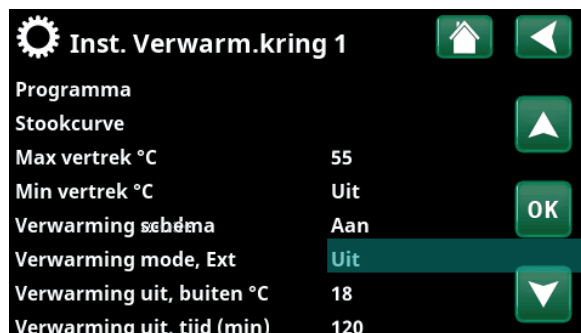 Inst. Verwarm.kring 1
Programma
Stookcurve
Max vertrek °C 55
Min vertrek °C Uit
Verwarming schema Aan
Verwarming mode, Ext Uit
OK
Verwarming uit, buiten °C 18
Verwarming uit, tijd (min) 120